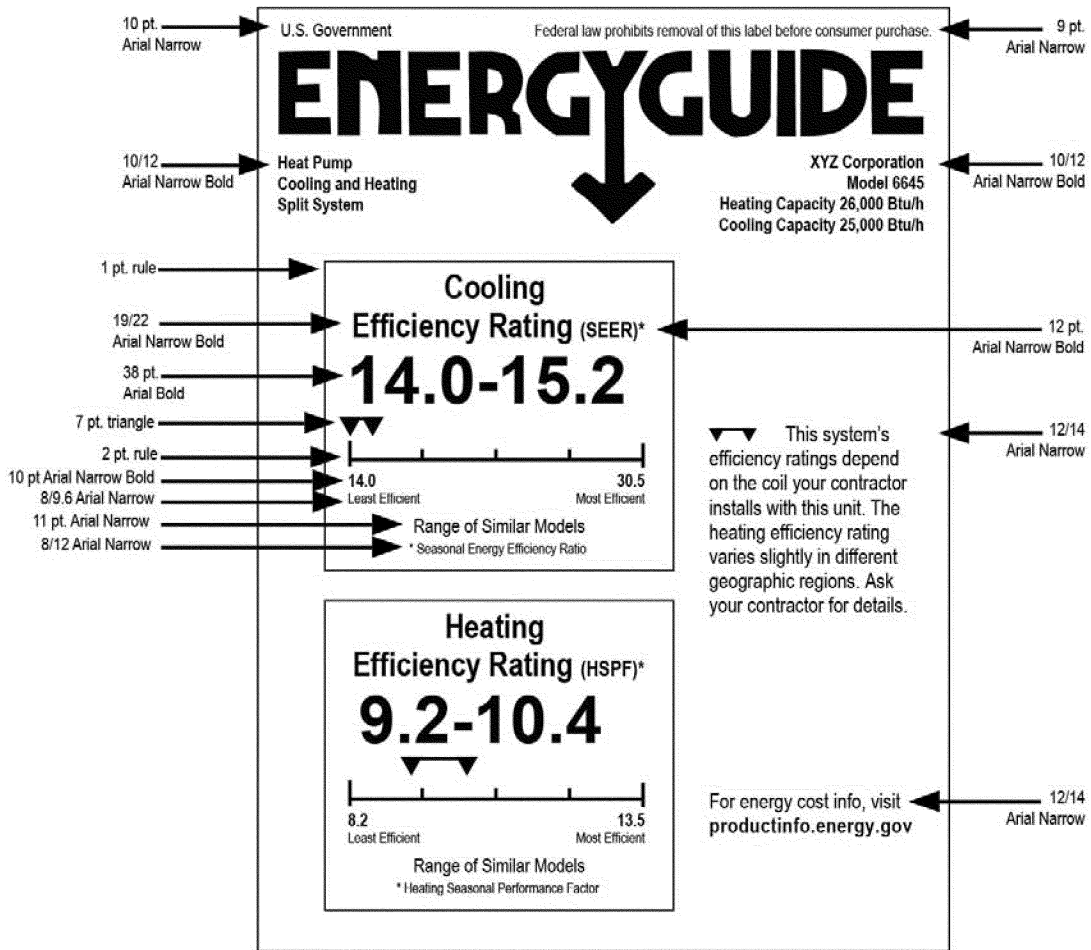 10 pt.
Arial Narrow
U.S. Government
Federal law prohibits removal of this label before consumer purchase.
9 pt.
Arial Narrow
ENERGYGUIDE
10/12
Arial Narrow Bold
Heat Pump
Cooling and Heating
Split System
XYZ Corporation
Model 6645
Heating Capacity 26,000 Btu/h
Cooling Capacity 25,000 Btu/h
10/12
Arial Narrow Bold
1 pt. rule
Cooling
19/22
Arial Narrow Bold
Efficiency Rating (SEER)*
12 pt.
Arial Narrow Bold
38 pt.
Arial Bold
14.0-15.2
7 pt. triangle
2 pt. rule
10 pt Arial Narrow Bold
14.0
30.5
8/9.6 Arial Narrow
Least Efficient
Most Efficient
11 pt. Arial Narrow
Range of Similar Models
8/12 Arial Narrow
* Seasonal Energy Efficiency Ratio
This system's
efficiency ratings depend
on the coil your contractor
installs with this unit. The
heating efficiency rating
varies slightly in different
geographic regions. Ask
your contractor for details.
12/14
Arial Narrow
Heating
Efficiency Rating (HSPF)*
9.2-10.4
8.2
13.5
Least Efficient
Most Efficient
Range of Similar Models
* Heating Seasonal Performance Factor
For energy cost info, visit
productinfo.energy.gov
12/14
Arial Narrow